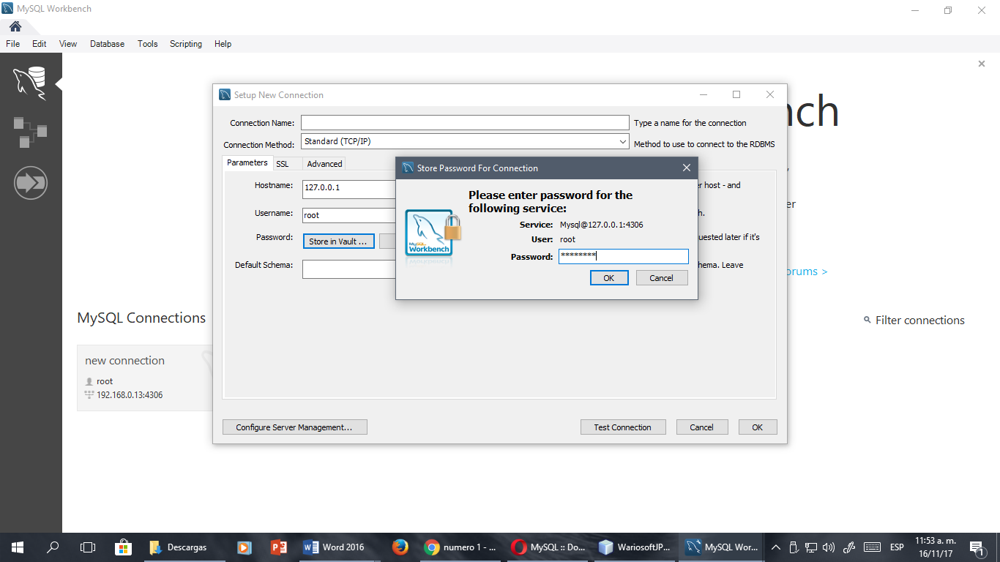 MySQL Workbench
File Edit View Database Tools Scripting Help
nch
Setup New Connection
Connection Name: Type a name for the connection
Connection Method: Standard (TCP/IP) Method to use to connect to the RDBMS
Parameters SSL Advanced
Hostname: 127.0.0.1 er host - and
Username: root h.
Password: Store in Vault ... uested later if it's
Default Schema: hema. Leave
Store Password For Connection
Please enter password for the
following service:
Service: Mysql@127.0.0.1:4306
User: root
Password: ********
OK Cancel
MySQL
Workbench
er
orums >
MySQL Connections
Filter connections
new connection
root
192.168.0.13:4306
Configure Server Management... Test Connection Cancel OK
Descargas Word 2016 numero 1 - ... MySQL :: Do... WariosoftJP... MySQL Wor... ESP 11:53 a. m.
16/11/17
1